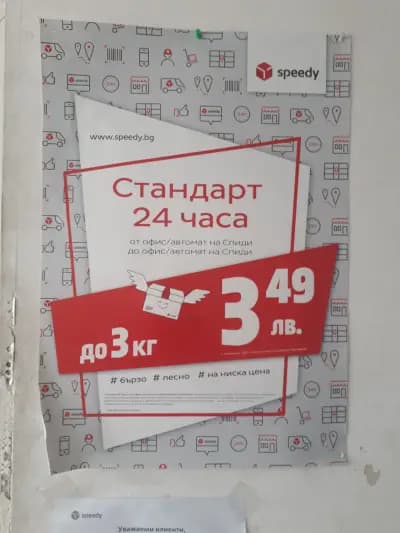 speedy
www.speedy.bg
Стандарт
24 часа
от офис/автомат на Спиди
до офис/автомат на Спиди
до 3 кг
3 49
лв.
# бързо # лесно # на ниска цена
speedy
Уважаеми клиенти,